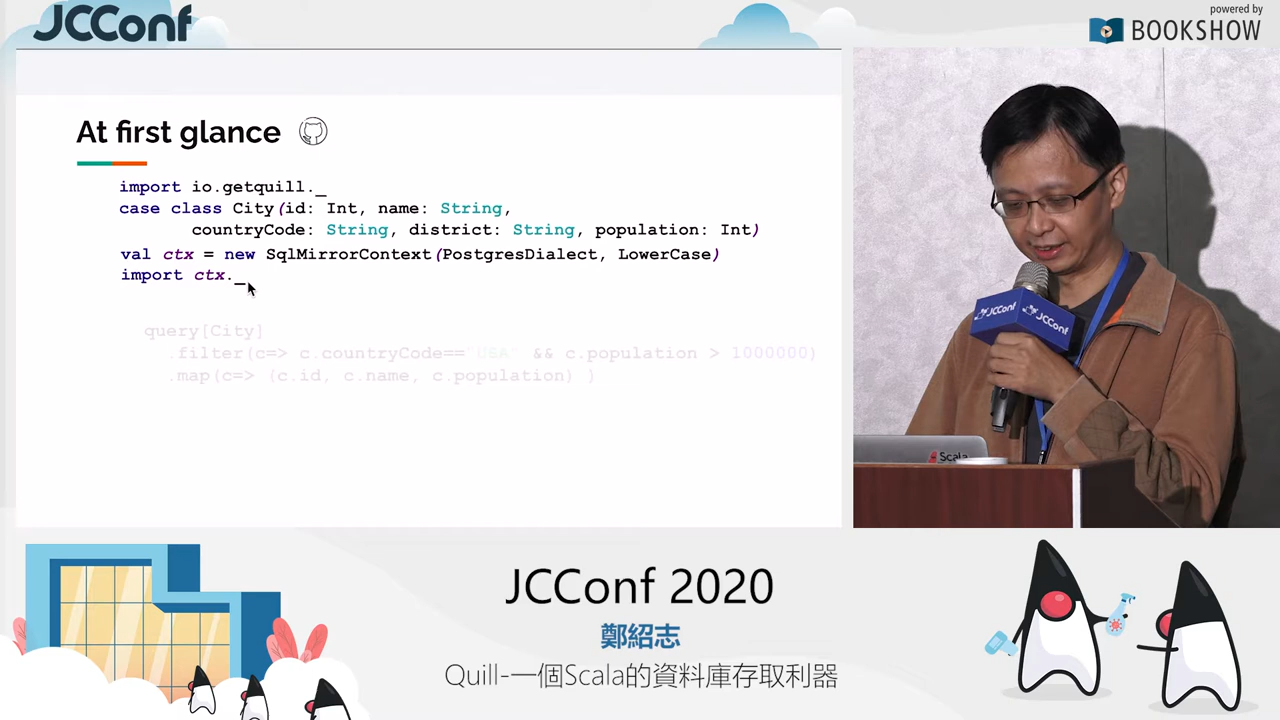 JCConf
powered by
BOOKSHOW
At first glance
import io.getquill._
case class City(id: Int, name: String,
countryCode: String, district: String, population: Int)
val ctx = new SqlMirrorContext(PostgresDialect, LowerCase)
import ctx._
query[City]
.filter(c=> c.countryCode=="USA" && c.population > 1000000)
.map(c=> (c.id, c.name, c.population) )
JCConf
JCConf
Scala
JCConf 2020
鄭紹志
Quill-一個Scala的資料庫存取利器